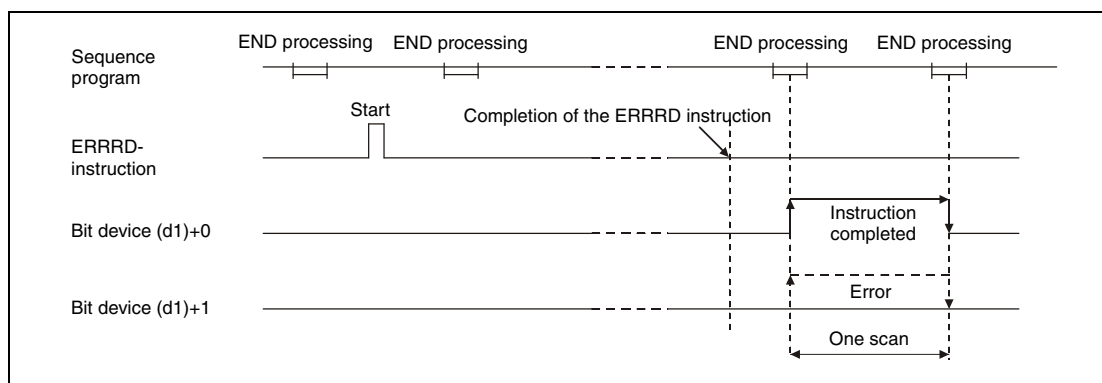 END processing
END processing
END processing
END processing
Sequence
program
Start
Completion of the ERRRD instruction
ERRRD-
instruction
Instruction
completed
Bit device (d1)+0
Error
Bit device (d1)+1
One scan